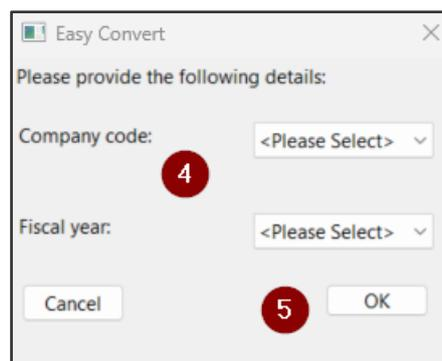 Easy Convert
Please provide the following details:
Company code:
<Please Select>
4
Fiscal year:
<Please Select>
Cancel
5
OK